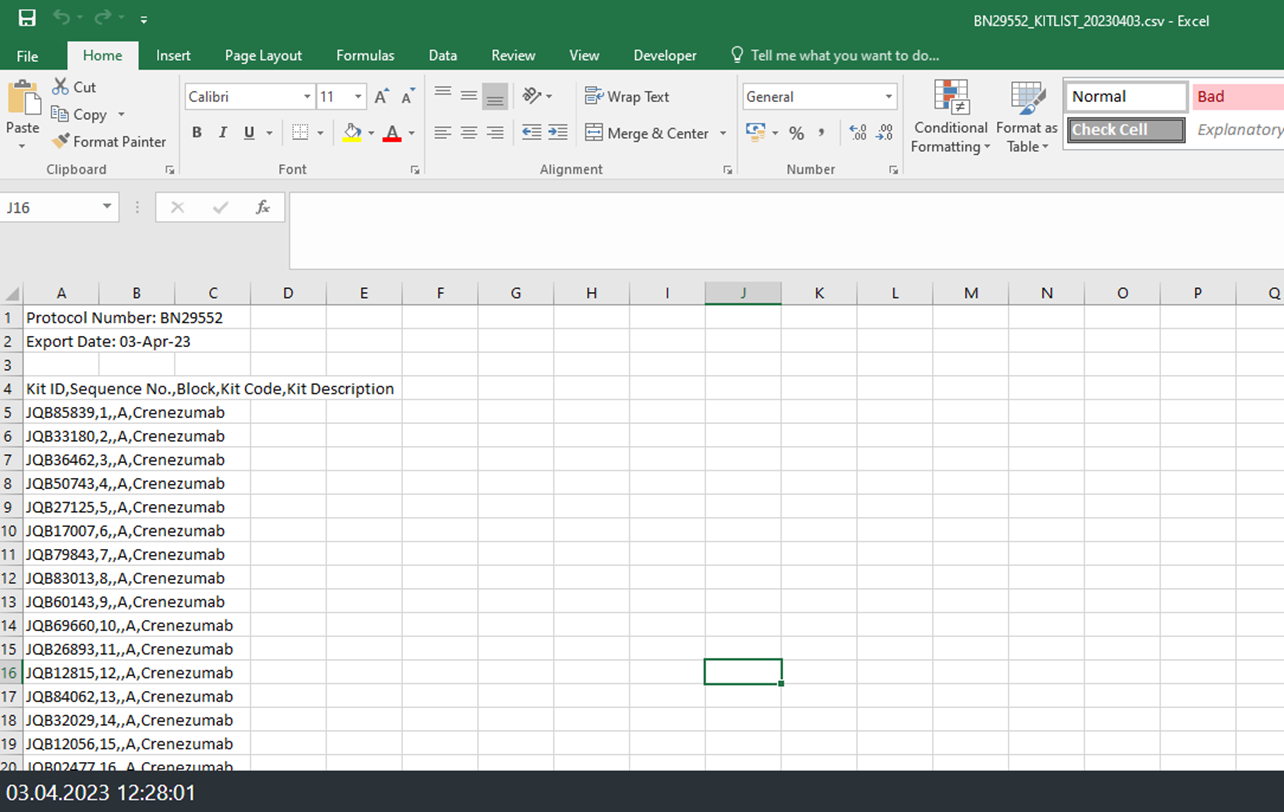 BN29552_KITLIST_20230403.csv - Excel
File Home Insert Page Layout Formulas Data Review View Developer Tell me what you want to do...
Cut
Copy
Format Painter
Paste
Clipboard
Calibri 11
B I U A
Font
Wrap Text
Merge & Center
Alignment
General
% , .00
Number
Conditional Formatting
Format as Table
Normal Bad
Check Cell Explanatory
J16 fx
A B C D E F G H I J K L M N O P Q
1 Protocol Number: BN29552
2 Export Date: 03-Apr-23
3
4 Kit ID,Sequence No.,Block,Kit Code,Kit Description
5 JQB85839,1,,A,Crenezumab
6 JQB33180,2,,A,Crenezumab
7 JQB36462,3,,A,Crenezumab
8 JQB50743,4,,A,Crenezumab
9 JQB27125,5,,A,Crenezumab
10 JQB17007,6,,A,Crenezumab
11 JQB79843,7,,A,Crenezumab
12 JQB83013,8,,A,Crenezumab
13 JQB60143,9,,A,Crenezumab
14 JQB69660,10,,A,Crenezumab
15 JQB26893,11,,A,Crenezumab
16 JQB12815,12,,A,Crenezumab
17 JQB84062,13,,A,Crenezumab
18 JQB32029,14,,A,Crenezumab
19 JQB12056,15,,A,Crenezumab
20 JQB02477,16,,A,Crenezumab
03.04.2023 12:28:01